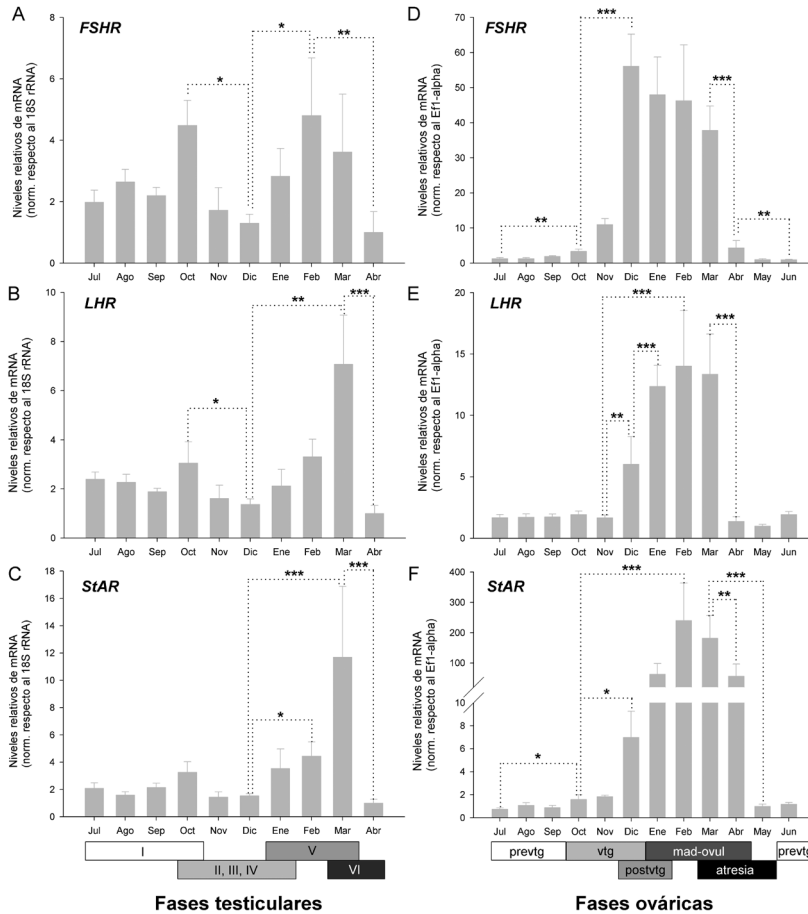 A
FSHR
Niveles relativos de mRNA
(norm. respecto al 18S rRNA)
8
6
4
2
0
*
*
**
Jul Ago Sep Oct Nov Dic Ene Feb Mar Abr
B
LHR
Niveles relativos de mRNA
(norm. respecto al 18S rRNA)
10
8
6
4
2
0
*
**
***
Jul Ago Sep Oct Nov Dic Ene Feb Mar Abr
C
StAR
Niveles relativos de mRNA
(norm. respecto al 18S rRNA)
18
16
14
12
10
8
6
4
2
0
***
***
*
Jul Ago Sep Oct Nov Dic Ene Feb Mar Abr
I
V
II, III, IV
VI
Fases testiculares
D
FSHR
Niveles relativos de mRNA
(norm. respecto al Ef1-alpha)
70
60
50
40
30
20
10
0
***
***
**
**
Jul Ago Sep Oct Nov Dic Ene Feb Mar Abr May Jun
E
LHR
Niveles relativos de mRNA
(norm. respecto al Ef1-alpha)
20
15
10
5
0
***
***
***
**
Jul Ago Sep Oct Nov Dic Ene Feb Mar Abr May Jun
F
StAR
Niveles relativos de mRNA
(norm. respecto al Ef1-alpha)
400
300
200
100
10
8
6
4
2
0
***
***
**
*
*
Jul Ago Sep Oct Nov Dic Ene Feb Mar Abr May Jun
prevtg
vtg
mad-ovul
prevtg
postvtg
atresia
Fases ováricas